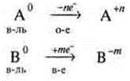 A⁰ —ne⁻→ A⁺ⁿ
в-ль о-е
B⁰ +me⁻→ B⁻ᵐ
в-ль в-е